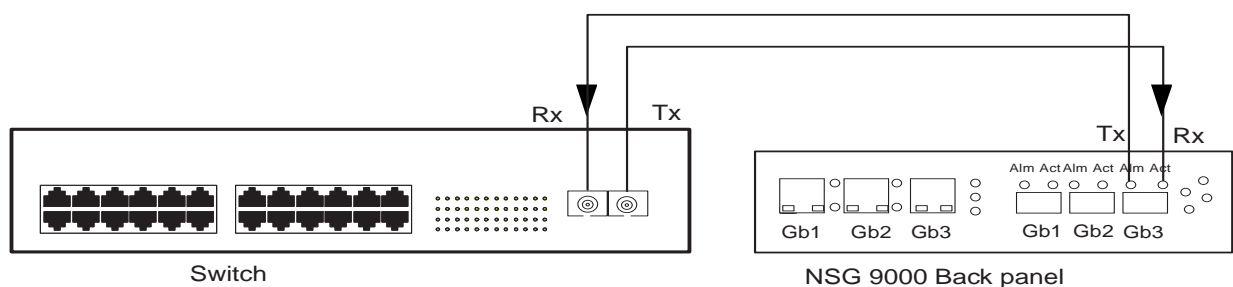 Rx
Tx
Tx
Rx
Alm Act Alm Act Alm Act
Gb1
Gb2
Gb3
Gb1
Gb2
Gb3
Switch
NSG 9000 Back panel